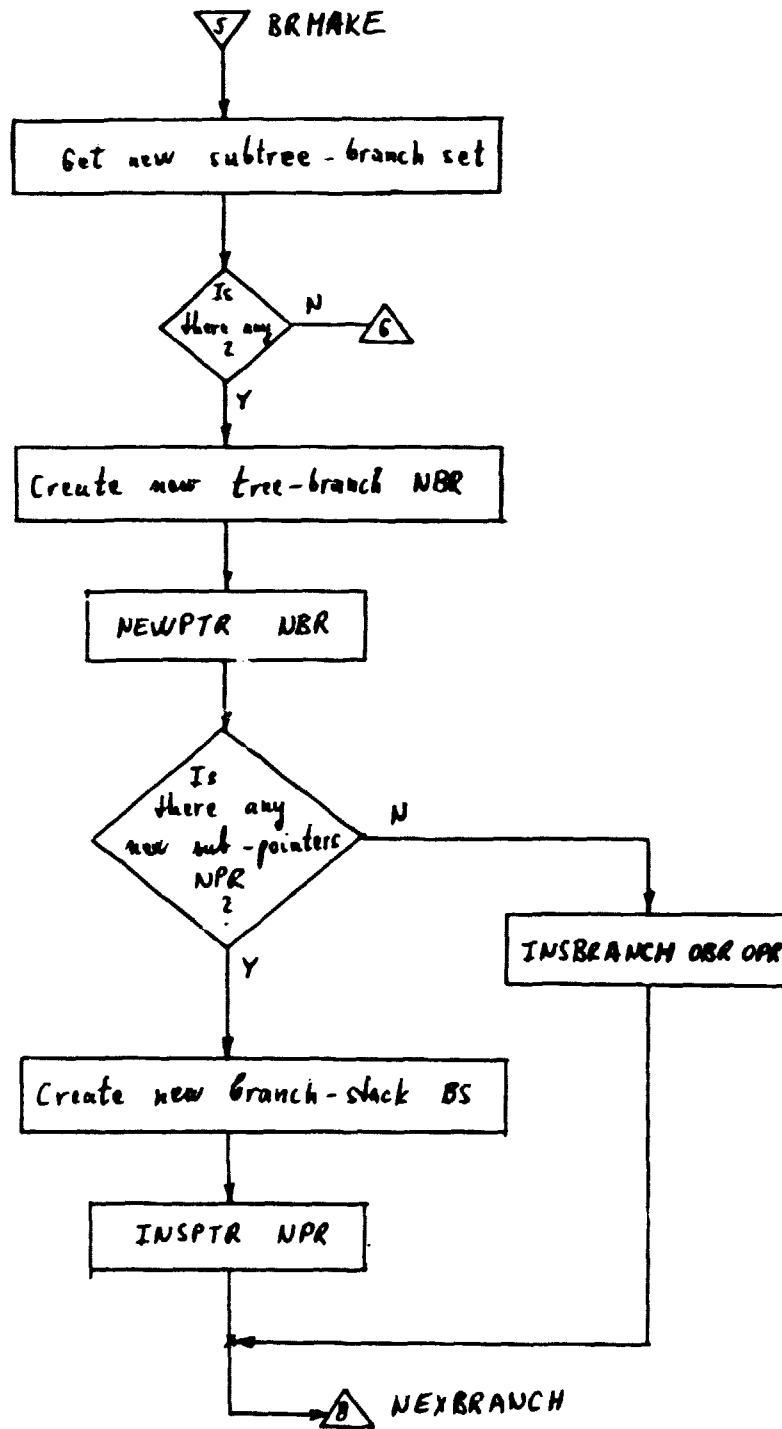 5 BRMAKE
Get new subtree-branch set
Is
there any
?
N
6
Y
Create new tree-branch NBR
NEWPTR NBR
Is
there any
new sub-pointers
NPR
?
N
Y
INSBRANCH OBR OPR
Create new branch-stack BS
INSPTR NPR
8 NEXBRANCH